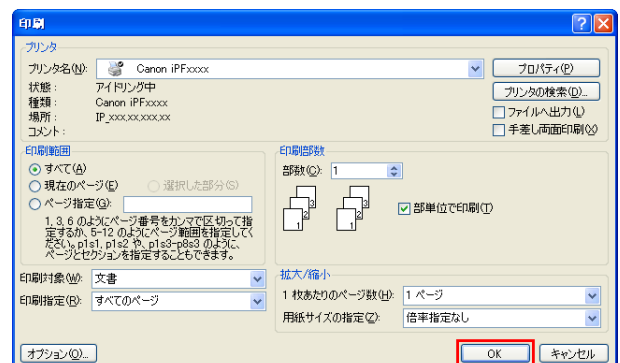 印刷
プリンタ
プリンタ名(N): Canon iPFxxxx プロパティ(P)
状態: アイドリング中 プリンタの検索(D)...
種類: Canon iPFxxxx
場所: IP_xxx,xx,xxx,xx ファイルへ出力(L)
コメント: 手差し両面印刷(X)
印刷範囲
すべて(A)
現在のページ(E) 選択した部分(S)
ページ指定(G):
1, 3, 6 のようにページ番号をカンマで区切って指
定するか、5-12 のようにページ範囲を指定してく
ださい。p1s1, p1s2 や、p1s3-p8s3 のように、
ページとセクションを指定することもできます。
印刷部数
部数(C): 1
1 2 3 1 2 3
部単位で印刷(T)
印刷対象(W): 文書
印刷指定(R): すべてのページ
拡大/縮小
1 枚あたりのページ数(H): 1 ページ
用紙サイズの指定(Z): 倍率指定なし
オプション(O)... OK キャンセル